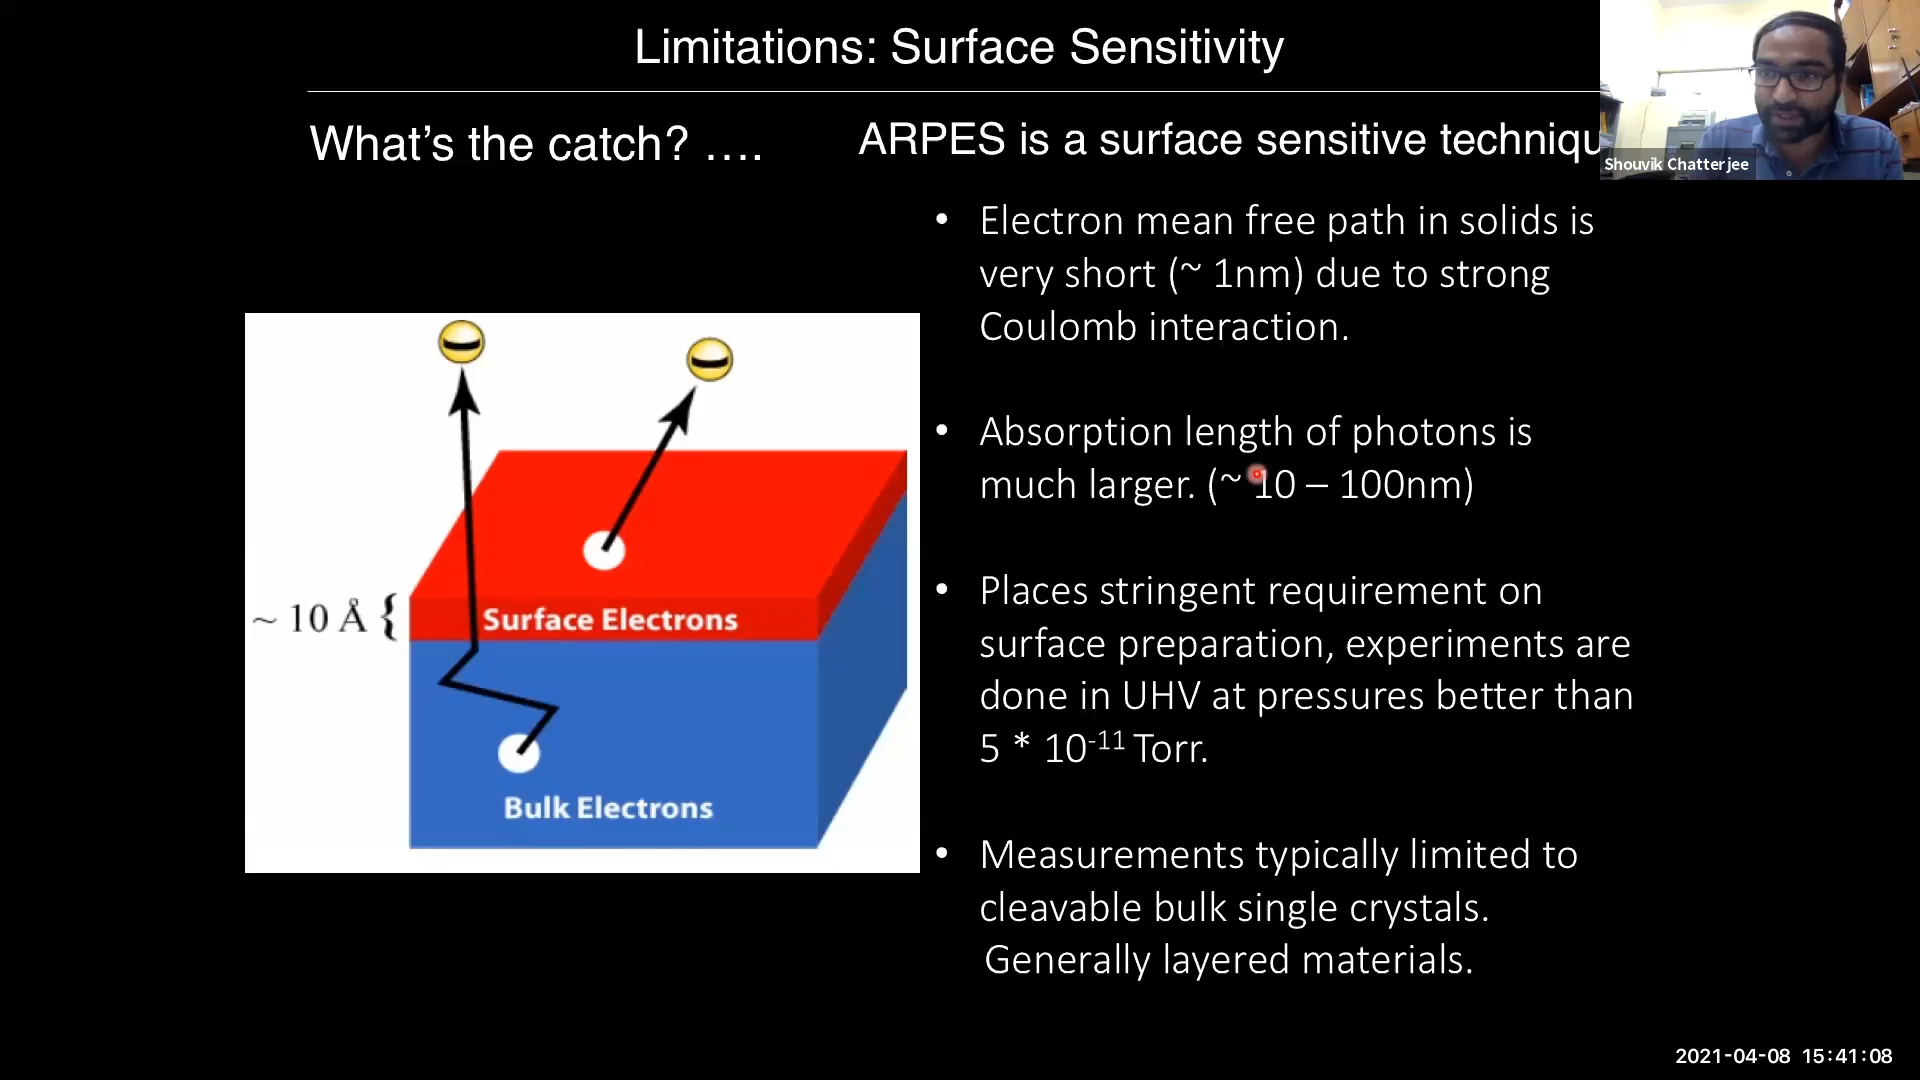 Limitations: Surface Sensitivity
What's the catch? ....
ARPES is a surface sensitive
Shouvik Chatterjee
• Electron mean free path in solids is
very short (~ 1nm) due to strong
Coulomb interaction.
• Absorption length of photons is
much larger. (~ 10 – 100nm)
• Places stringent requirement on
surface preparation, experiments are
done in UHV at pressures better than
5 * 10⁻¹¹ Torr.
• Measurements typically limited to
cleavable bulk single crystals.
Generally layered materials.
~ 10 Å {
Surface Electrons
Bulk Electrons
2021-04-08 15:41:08